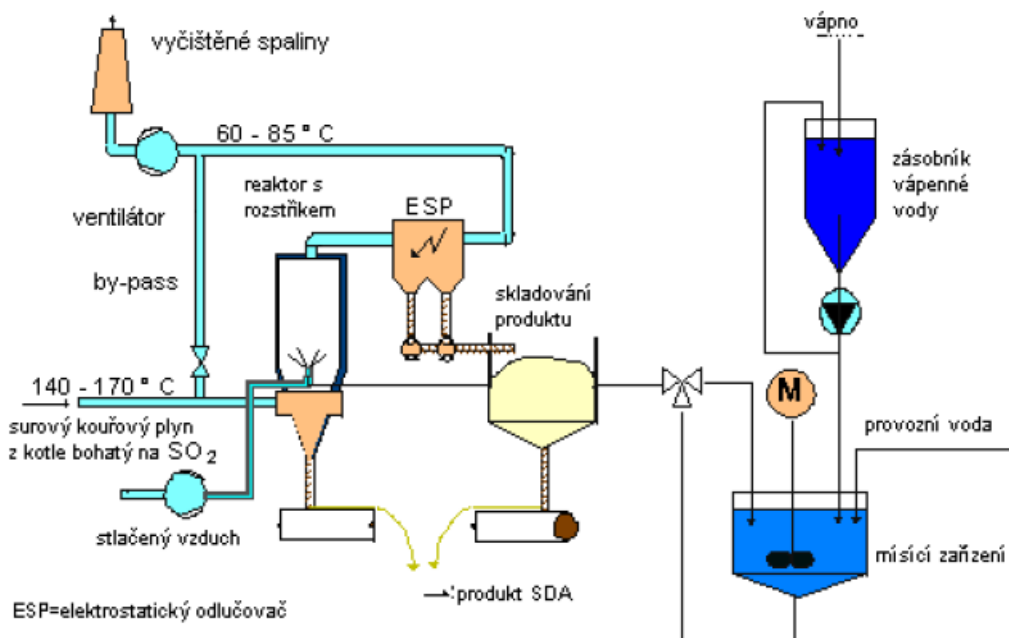 vyčištěné spaliny
vápno
60 - 85° C
reaktor s
rozstřikem
ESP
zásobník
vápenné
vody
ventilátor
by-pass
skladování
produktu
140 - 170° C
M
surový kouřový plyn
z kotle bohatý na SO2
provozní voda
stlačený vzduch
mísící zařízení
produkt SDA
ESP=elektrostatický odlučovač